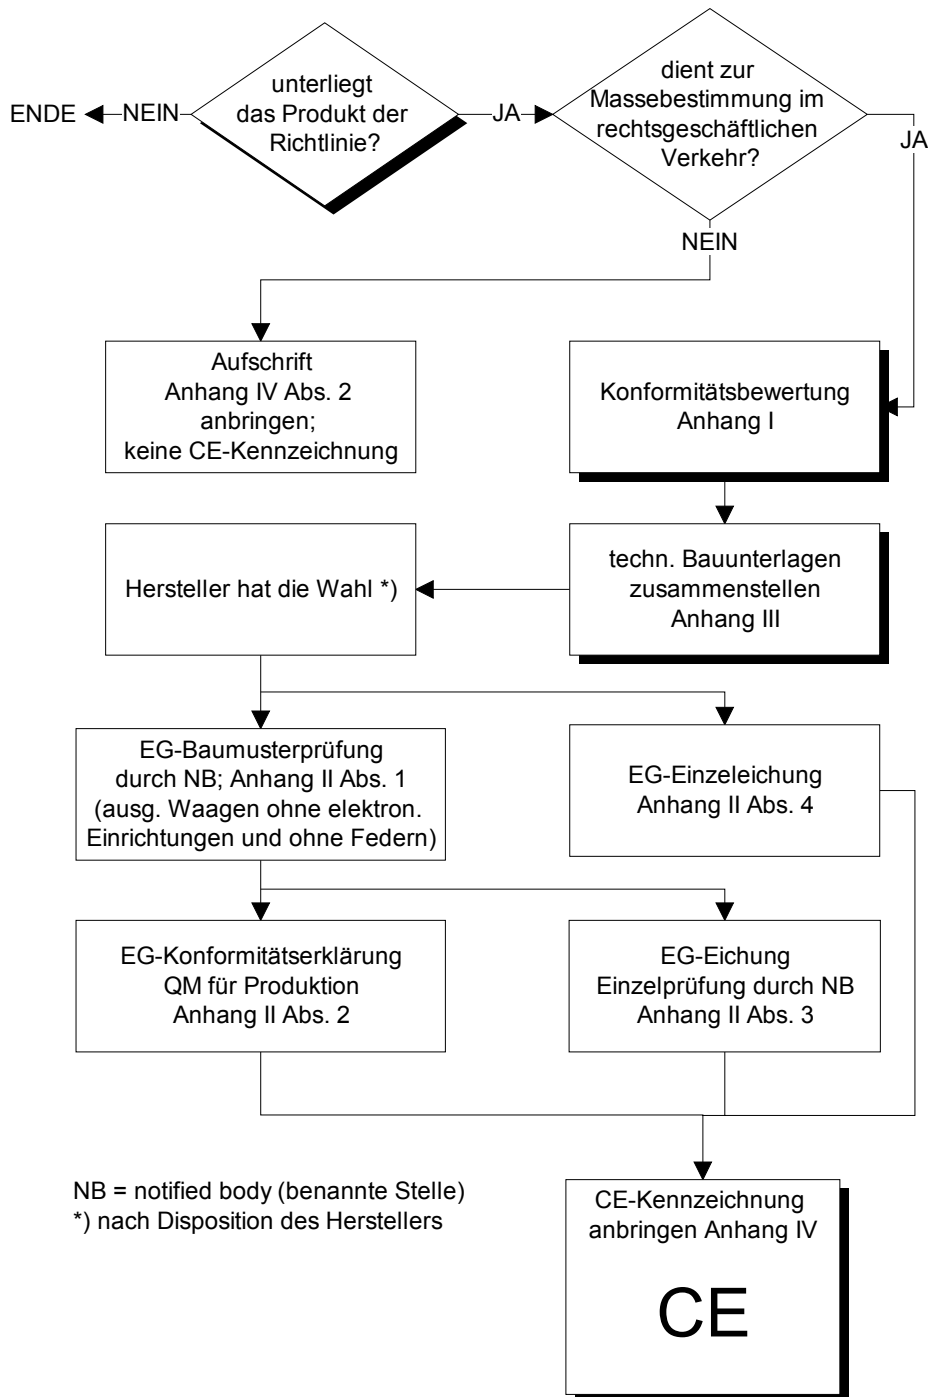 unterliegt
das Produkt der
Richtlinie?
ENDE
NEIN
JA
dient zur
Massebestimmung im
rechtsgeschäftlichen
Verkehr?
JA
NEIN
Aufschrift
Anhang IV Abs. 2
anbringen;
keine CE-Kennzeichnung
Konformitätsbewertung
Anhang I
techn. Bauunterlagen
zusammenstellen
Anhang III
Hersteller hat die Wahl *)
EG-Baumusterprüfung
durch NB; Anhang II Abs. 1
(ausg. Waagen ohne elektron.
Einrichtungen und ohne Federn)
EG-Einzeleichung
Anhang II Abs. 4
EG-Konformitätserklärung
QM für Produktion
Anhang II Abs. 2
EG-Eichung
Einzelprüfung durch NB
Anhang II Abs. 3
NB = notified body (benannte Stelle)
*) nach Disposition des Herstellers
CE-Kennzeichnung
anbringen Anhang IV
CE